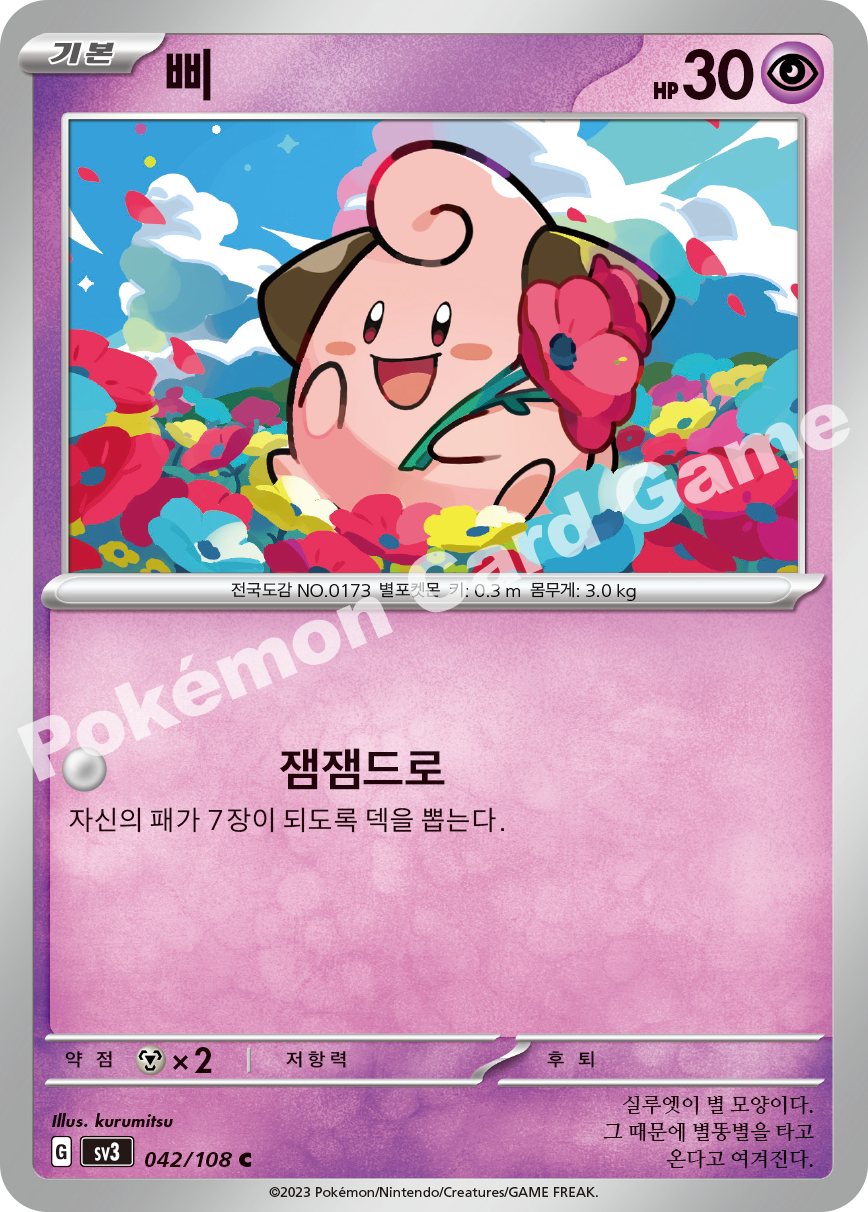 기본
삐
HP 30
전국도감 NO.0173 별포켓몬 키: 0.3 m 몸무게: 3.0 kg
Pokémon Card Game
잼잼드로
자신의 패가 7장이 되도록 덱을 뽑는다.
약점 ×2 저항력 후퇴
Illus. kurumitsu
실루엣이 별 모양이다.
그 때문에 별똥별을 타고
온다고 여겨진다.
G sv3 042/108 C
©2023 Pokémon/Nintendo/Creatures/GAME FREAK.